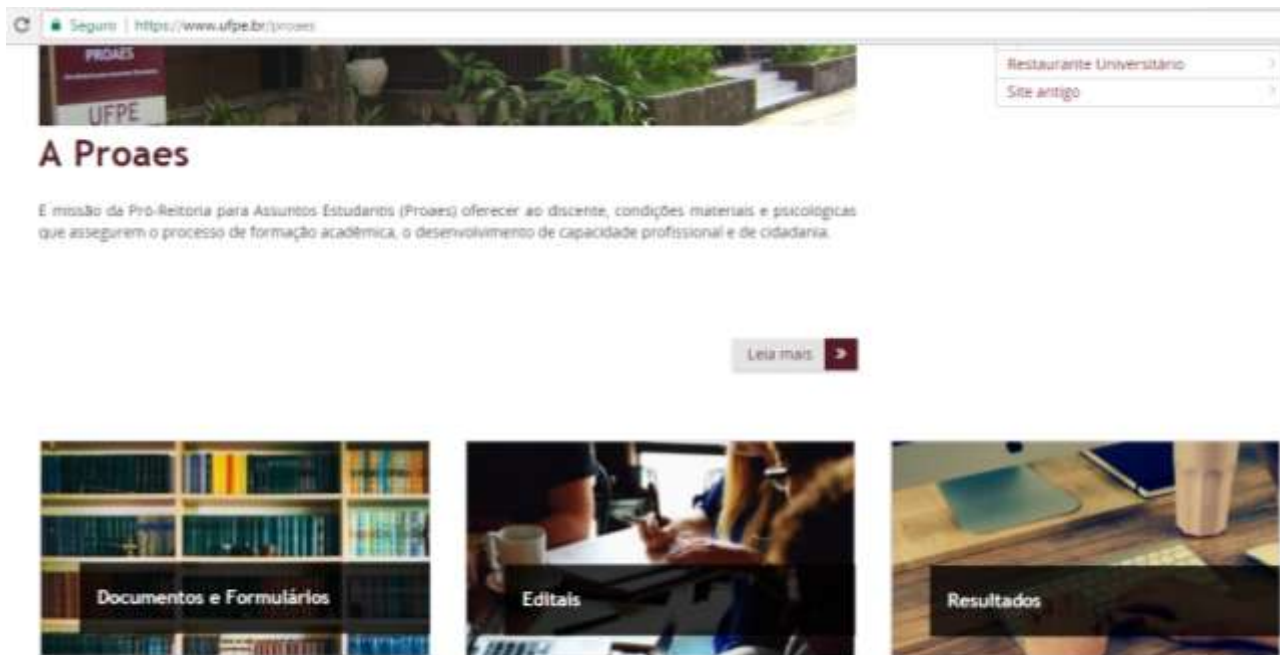 Seguro | https://www.ufpe.br/proaes
PROAES
UFPE
Restaurante Universitário
Site antigo
A Proaes
É missão da Pró-Reitoria para Assuntos Estudantis (Proaes) oferecer ao discente, condições materiais e psicológicas
que assegurem o processo de formação acadêmica, o desenvolvimento de capacidade profissional e de cidadania.
Leia mais »
Documentos e Formulários
Editais
Resultados